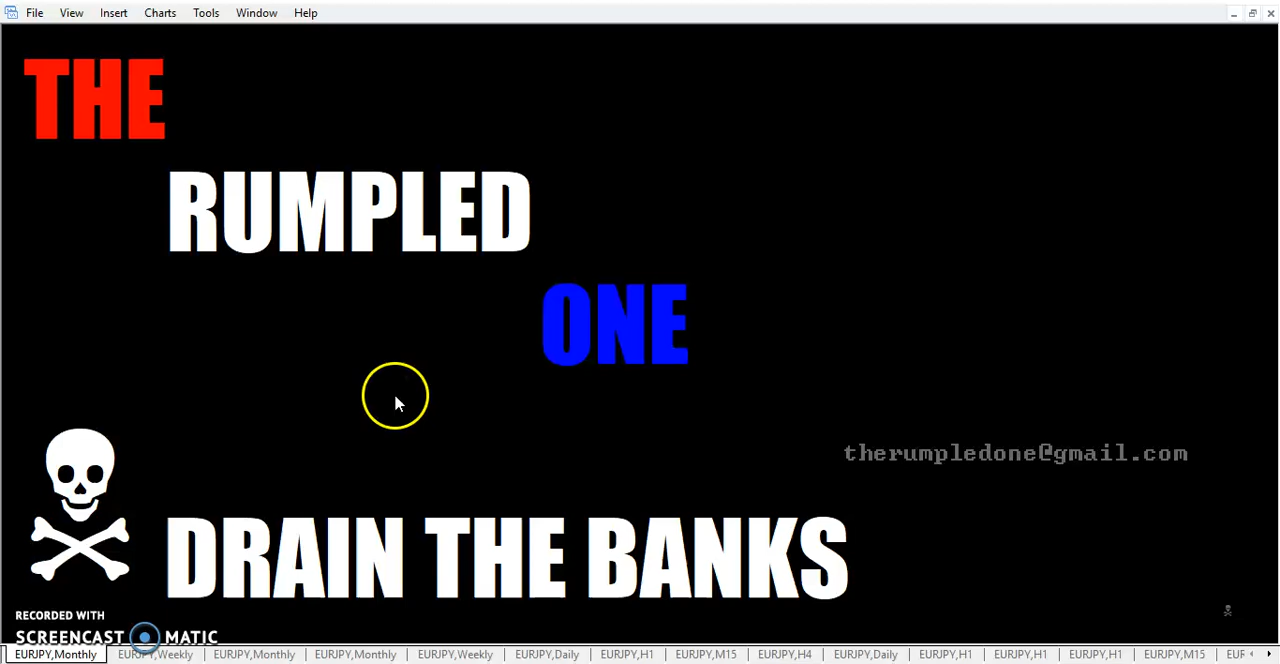 File View Insert Charts Tools Window Help
THE
RUMPLED
ONE
therumpledone@gmail.com
DRAIN THE BANKS
RECORDED WITH
SCREENCAST MATIC
EURJPY,Monthly EURJPY,Weekly EURJPY,Monthly EURJPY,Monthly EURJPY,Weekly EURJPY,Daily EURJPY,H1 EURJPY,M15 EURJPY,H4 EURJPY,Daily EURJPY,H1 EURJPY,H1 EURJPY,H1 EURJPY,M15 EUR